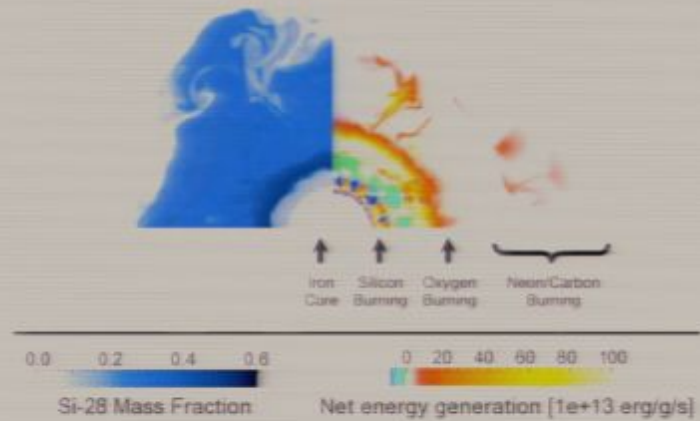 Iron Core
Silicon Burning
Oxygen Burning
Neon/Carbon Burning
0.0 0.2 0.4 0.6
Si-28 Mass Fraction
0 20 40 60 80 100
Net energy generation [1e+13 erg/g/s]